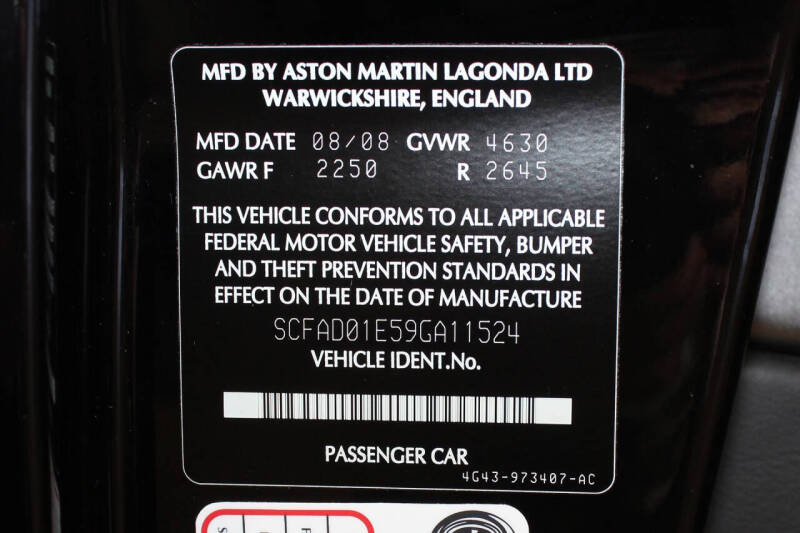 MFD BY ASTON MARTIN LAGONDA LTD
WARWICKSHIRE, ENGLAND
MFD DATE 08/08 GVWR 4630
GAWR F 2250 R 2645
THIS VEHICLE CONFORMS TO ALL APPLICABLE
FEDERAL MOTOR VEHICLE SAFETY, BUMPER
AND THEFT PREVENTION STANDARDS IN
EFFECT ON THE DATE OF MANUFACTURE
SCFAD01E59GA11524
VEHICLE IDENT.No.
PASSENGER CAR
4G43-973407-AC